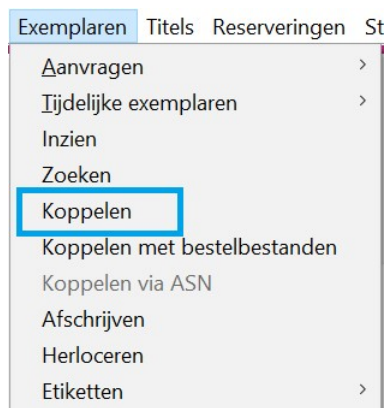 Exemplaren Titels Reserveringen St
Aanvragen >
Tijdelijke exemplaren >
Inzien
Zoeken
Koppelen
Koppelen met bestelbestanden
Koppelen via ASN
Afschrijven
Herloceren
Etiketten >